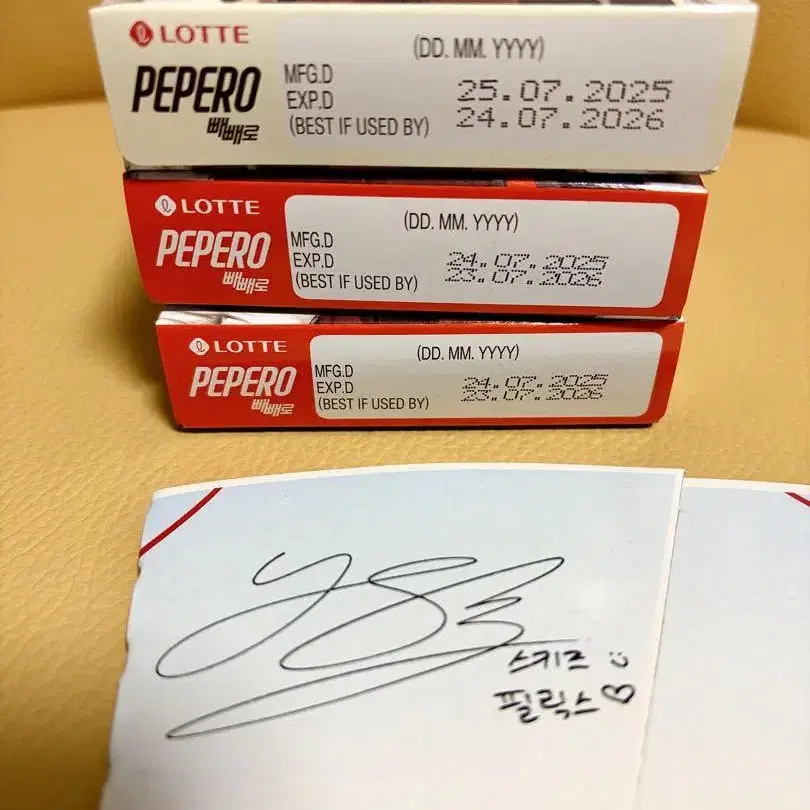 LOTTE
PEPERO
빼빼로
(DD. MM. YYYY)
MFG.D 25.07.2025
EXP.D 24.07.2026
(BEST IF USED BY)
LOTTE
PEPERO
빼빼로
(DD. MM. YYYY)
MFG.D 24.07.2025
EXP.D 23.07.2026
(BEST IF USED BY)
LOTTE
PEPERO
빼빼로
(DD. MM. YYYY)
MFG.D 24.07.2025
EXP.D 23.07.2026
(BEST IF USED BY)
스키즈
필릭스♡